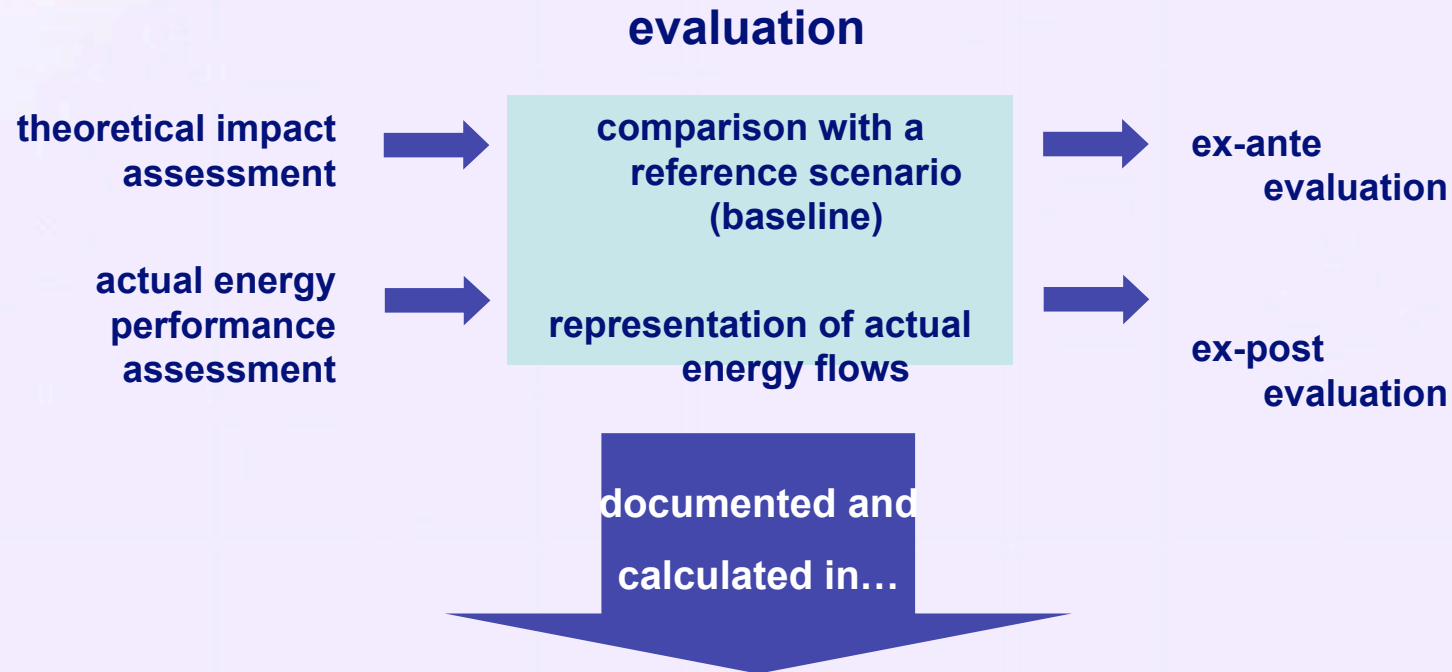 evaluation
theoretical impact
assessment
comparison with a
reference scenario
(baseline)
ex-ante
evaluation
actual energy
performance
assessment
representation of actual
energy flows
ex-post
evaluation
documented and
calculated in…